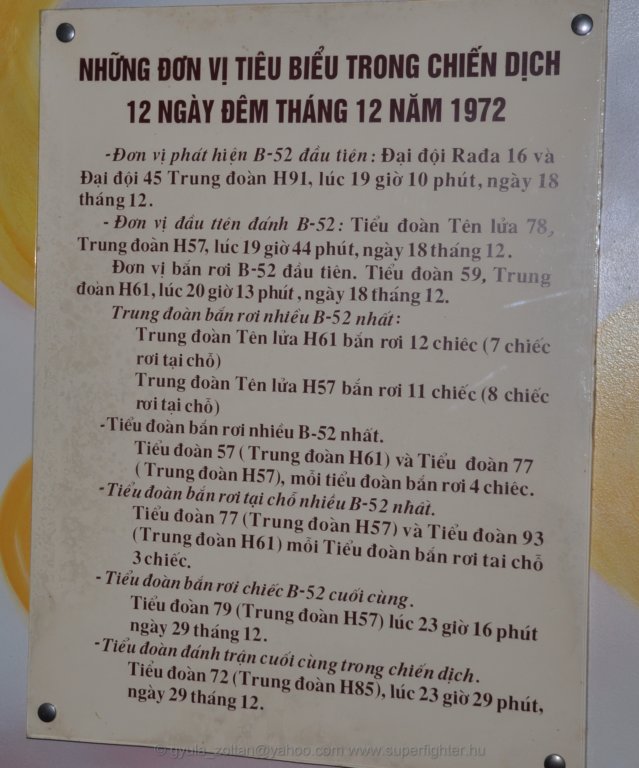 NHỮNG ĐƠN VỊ TIÊU BIỂU TRONG CHIẾN DỊCH
12 NGÀY ĐÊM THÁNG 12 NĂM 1972
-Đơn vị phát hiện B-52 đầu tiên: Đại đội Rađa 16 và
Đại đội 45 Trung đoàn H91, lúc 19 giờ 10 phút, ngày 18
tháng 12.
- Đơn vị đầu tiên đánh B-52: Tiểu đoàn Tên lửa 78,
Trung đoàn H57, lúc 19 giờ 44 phút, ngày 18 tháng 12.
Đơn vị bắn rơi B-52 đầu tiên. Tiểu đoàn 59, Trung
đoàn H61, lúc 20 giờ 13 phút, ngày 18 tháng 12.
Trung đoàn bắn rơi nhiều B-52 nhất:
Trung đoàn Tên lửa H61 bắn rơi 12 chiêc (7 chiếc
rơi tại chỗ)
Trung đoàn Tên lửa H57 bắn rơi 11 chiếc (8 chiếc
rơi tại chỗ)
-Tiểu đoàn bắn rơi nhiều B-52 nhất.
Tiểu đoàn 57 ( Trung đoàn H61) và Tiểu đoàn 77
( Trung đoàn H57), mỗi tiểu đoàn bắn rơi 4 chiêc.
-Tiểu đoàn bắn rơi tại chỗ nhiều B-52 nhất.
Tiểu đoàn 77 (Trung đoàn H57) và Tiểu đoàn 93
(Trung đoàn H61) mỗi Tiểu đoàn bắn rơi tai chỗ
3 chiếc.
-Tiểu đoàn bắn rơi chiếc B-52 cuối cùng.
Tiểu đoàn 79 (Trung đoàn H57) lúc 23 giờ 16 phút
ngày 29 tháng 12.
-Tiểu đoàn đánh trận cuối cùng trong chiến dịch.
Tiểu đoàn 72 (Trung đoàn H85), lúc 23 giờ 29 phút,
ngày 29 tháng 12.
© gyula_zoltan@yahoo.com www.superfighter.hu